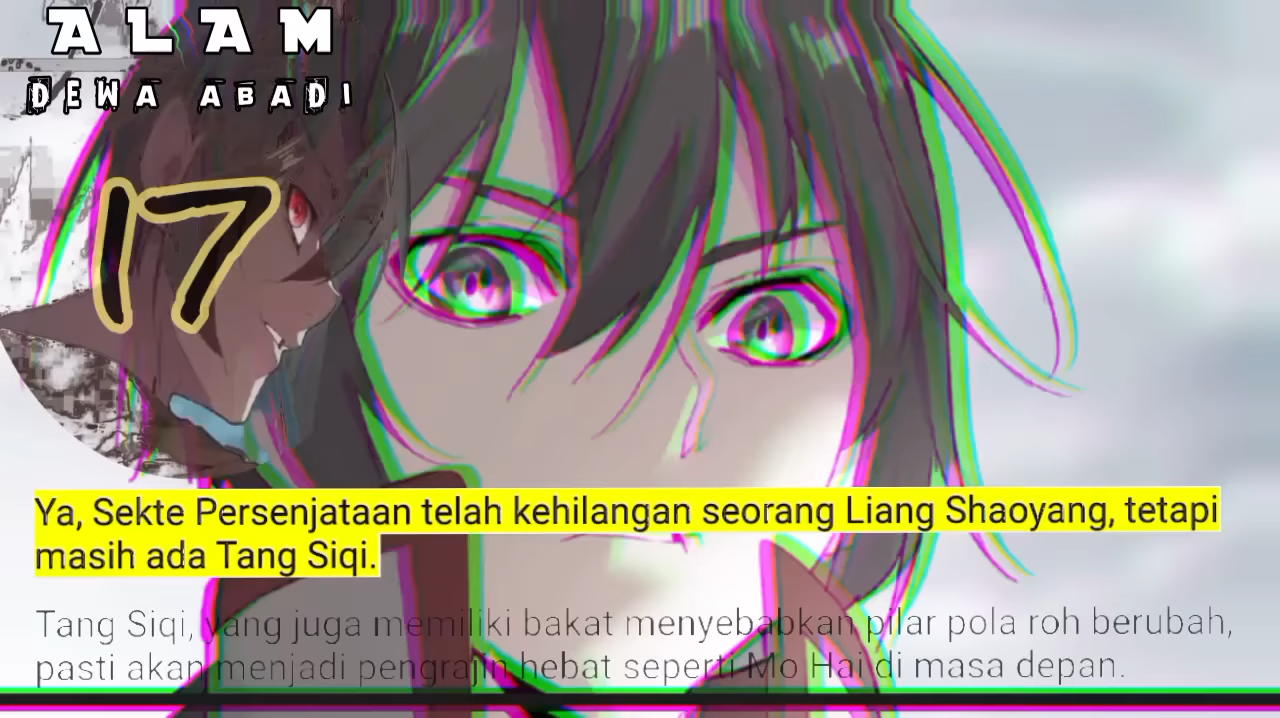 ALAM
DEWA ABADI
17
Ya, Sekte Persenjataan telah kehilangan seorang Liang Shaoyang, tetapi
masih ada Tang Siqi.
Tang Siqi, yang juga memiliki bakat menyebabkan pilar pola roh berubah,
pasti akan menjadi pengrajin hebat seperti Mo Hai di masa depan.